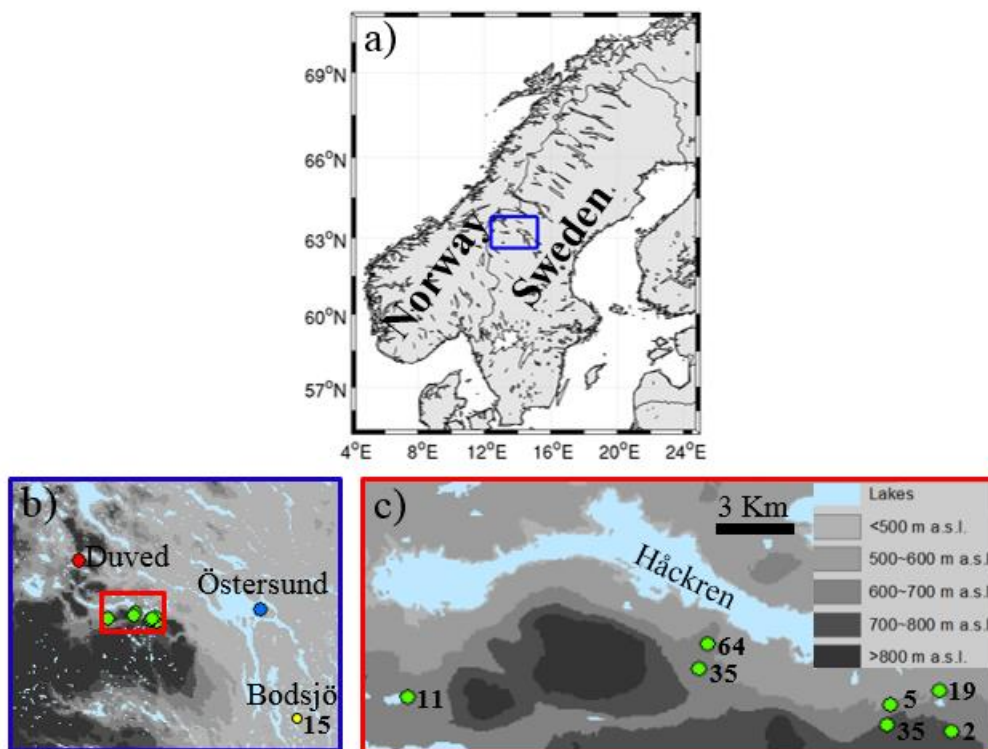 a)
69°N
66°N
63°N
60°N
57°N
4°E 8°E 12°E 16°E 20°E 24°E
Norway
Sweden
b)
Duved
Östersund
Bodsjö
15
c)
3 Km
Håckren
64
35
11
5
19
35
2
Lakes
<500 m a.s.l.
500~600 m a.s.l.
600~700 m a.s.l.
700~800 m a.s.l.
>800 m a.s.l.